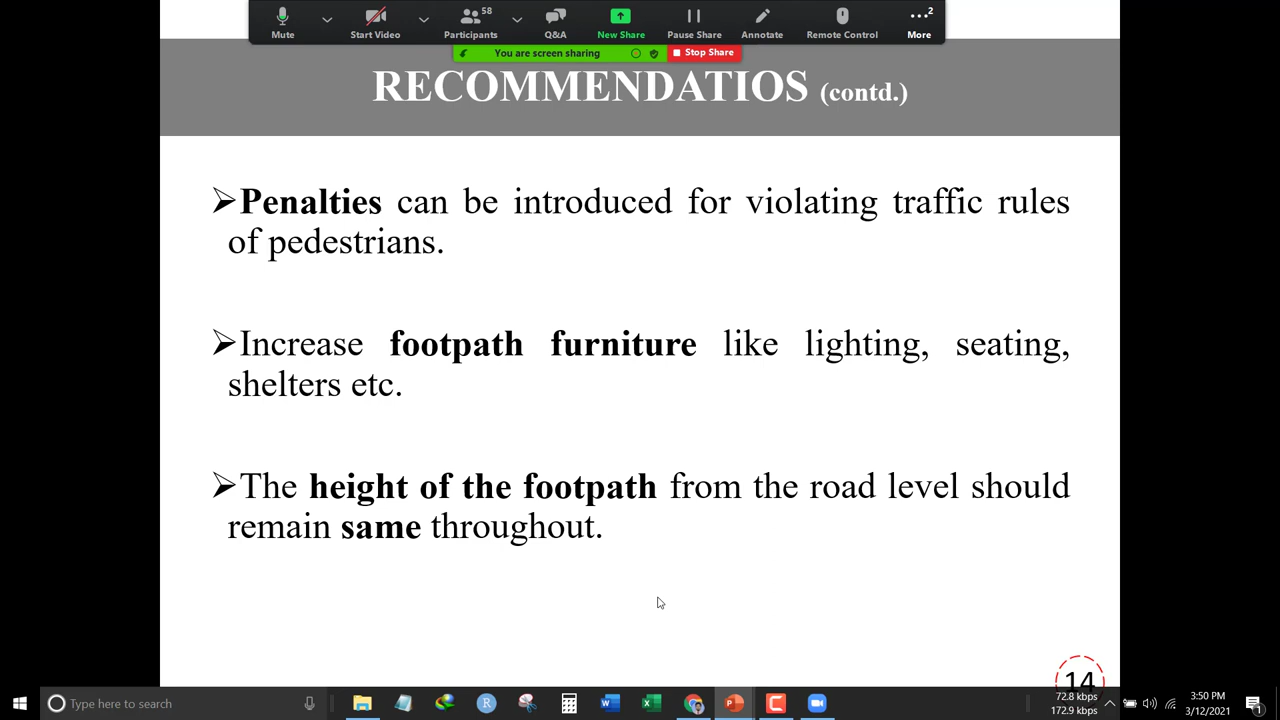 58
2
Mute
Start Video
Participants
Q&A
New Share
Pause Share
Annotate
Remote Control
More
You are screen sharing
Stop Share
RECOMMENDATIOS (contd.)
➢Penalties can be introduced for violating traffic rules
of pedestrians.
➢Increase footpath furniture like lighting, seating,
shelters etc.
➢The height of the footpath from the road level should
remain same throughout.
14
Type here to search
72.8 kbps
172.9 kbps
3:50 PM
3/12/2021
1